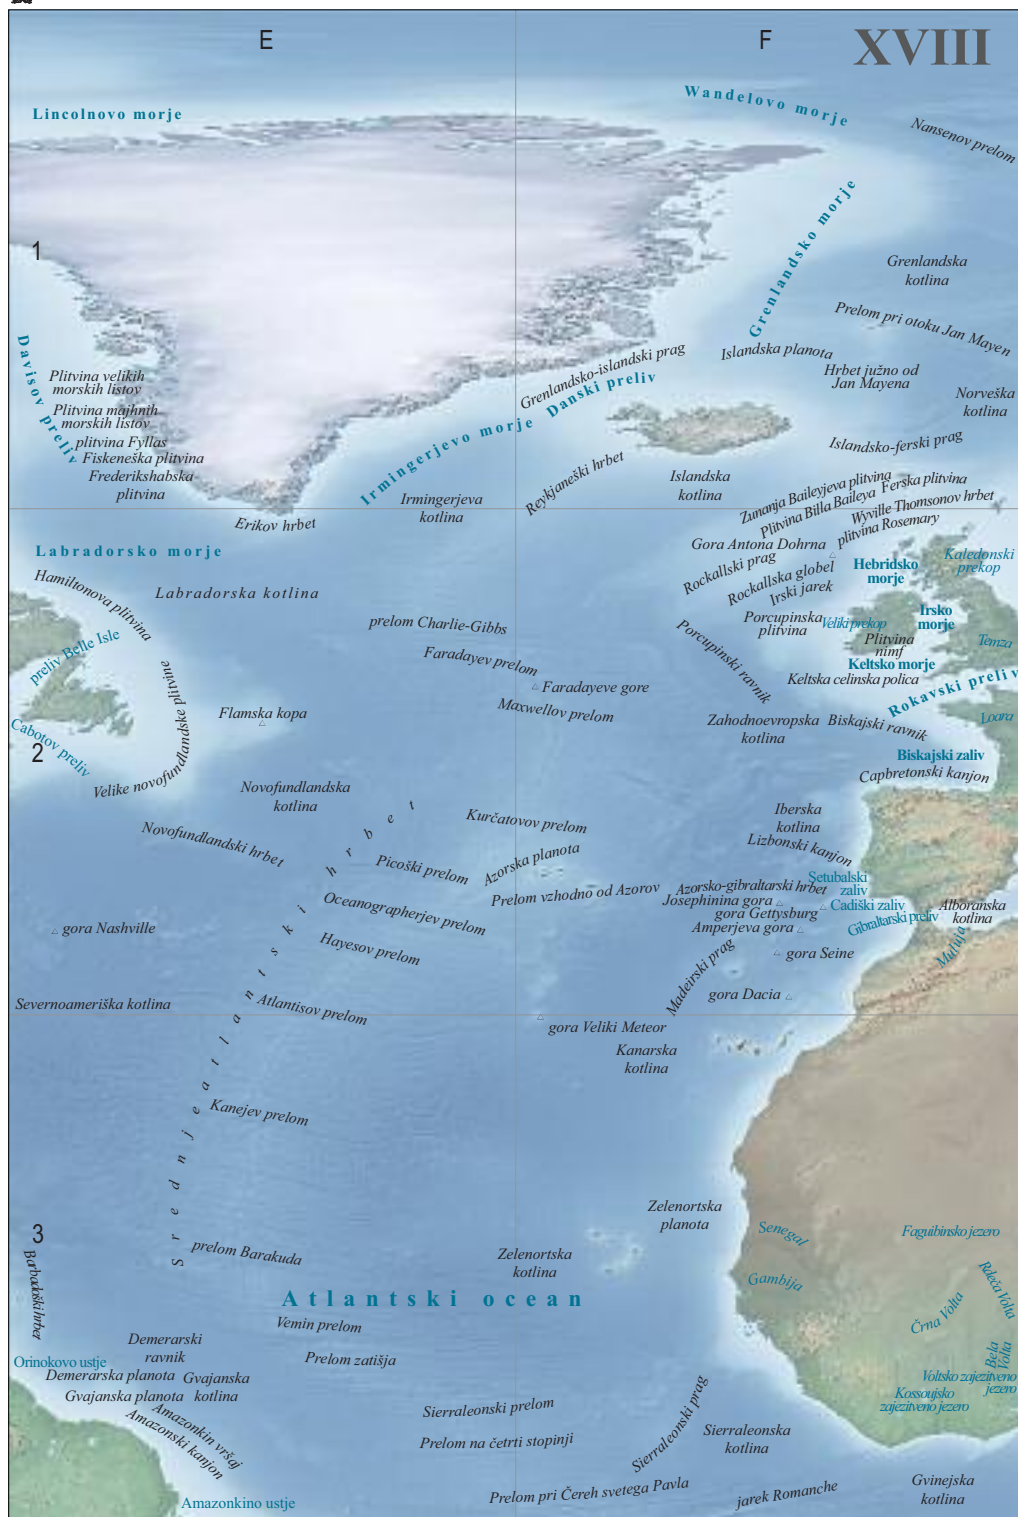 E
F
XVIII
Lincolnovo morje
Wandelovo morje
Nansenov prelom
1
Grenlandsko morje
Grenlandska
kotlina
Prelom pri otoku Jan Mayen
Davisov preliv
Grenlandsko-islandski prag
Islandska planota
Danski preliv
Hrbet južno od
Jan Mayena
Plitvina velikih
morskih listov
Norveška
kotlina
Plitvina majhnih
morskih listov
Irmingerjevo morje
plitvina Fyllas
Islandsko-ferski prag
Fiskeneška plitvina
Frederikshabska
plitvina
Reykjaneški hrbet
Islandska
kotlina
Irmingerjeva
kotlina
Zunanja Baileyjeva plitvina
Ferska plitvina
Plitvina Billa Baileya
Wyville Thomsonov hrbet
Erikov hrbet
plitvina Rosemary
Gora Antona Dohrna
Labradorsko morje
Rockallski prag
Hebridsko
morje
Kaledonski
prekop
Rockallska globel
Hamiltonova plitvina
Labradorska kotlina
Irski jarek
Irsko
morje
prelom Charlie-Gibbs
Porcupinska
plitvina
Veliki prekop
preliv Belle Isle
Plitvina
nimf
Temza
Porcupinski ravnik
Faradayev prelom
Keltsko morje
Faradayeve gore
Keltska celinska polica
Rokavski preliv
Velike novofundlandske plitvine
Maxwellov prelom
Flamska kopa
Zahodnoevropska
kotlina
Biskajski ravnik
Loara
Cabotov preliv
2
Biskajski zaliv
Capbretonski kanjon
Novofundlandska
kotlina
Srednjeatlantski hrbet
Iberska
kotlina
Kurčatovov prelom
Novofundlandski hrbet
Lizbonski kanjon
Picoški prelom
Azorska planota
Setubalski
zaliv
Prelom vzhodno od Azorov
Azorsko-gibraltarski hrbet
Oceanographerjev prelom
Josephinina gora
Cadiški zaliv
Alboranska
kotlina
gora Gettysburg
Gibraltarski preliv
gora Nashville
Amperjeva gora
Hayesov prelom
Muluja
gora Seine
Madeirski prag
gora Dacia
Severnoameriška kotlina
Atlantisov prelom
gora Veliki Meteor
Kanarska
kotlina
Kanejev prelom
Zelenortska
planota
3
Senegal
Faguibinsko jezero
prelom Barakuda
Zelenortska
kotlina
Barbadoški hrbet
Gambija
Rdeča Volta
Atlantski ocean
Črna Volta
Vemin prelom
Demerarski
ravnik
Bela
Volta
Orinokovo ustje
Prelom zatišja
Demerarska planota
Gvajanska
kotlina
Voltsko zajezitveno
jezero
Gvajanska planota
Kossoujsko
zajezitveno jezero
Amazonkin vršaj
Sierraleonski prelom
Sierraleonski prag
Amazonski kanjon
Sierraleonska
kotlina
Prelom na četrti stopinji
Amazonkino ustje
Prelom pri Čereh svetega Pavla
jarek Romanche
Gvinejska
kotlina